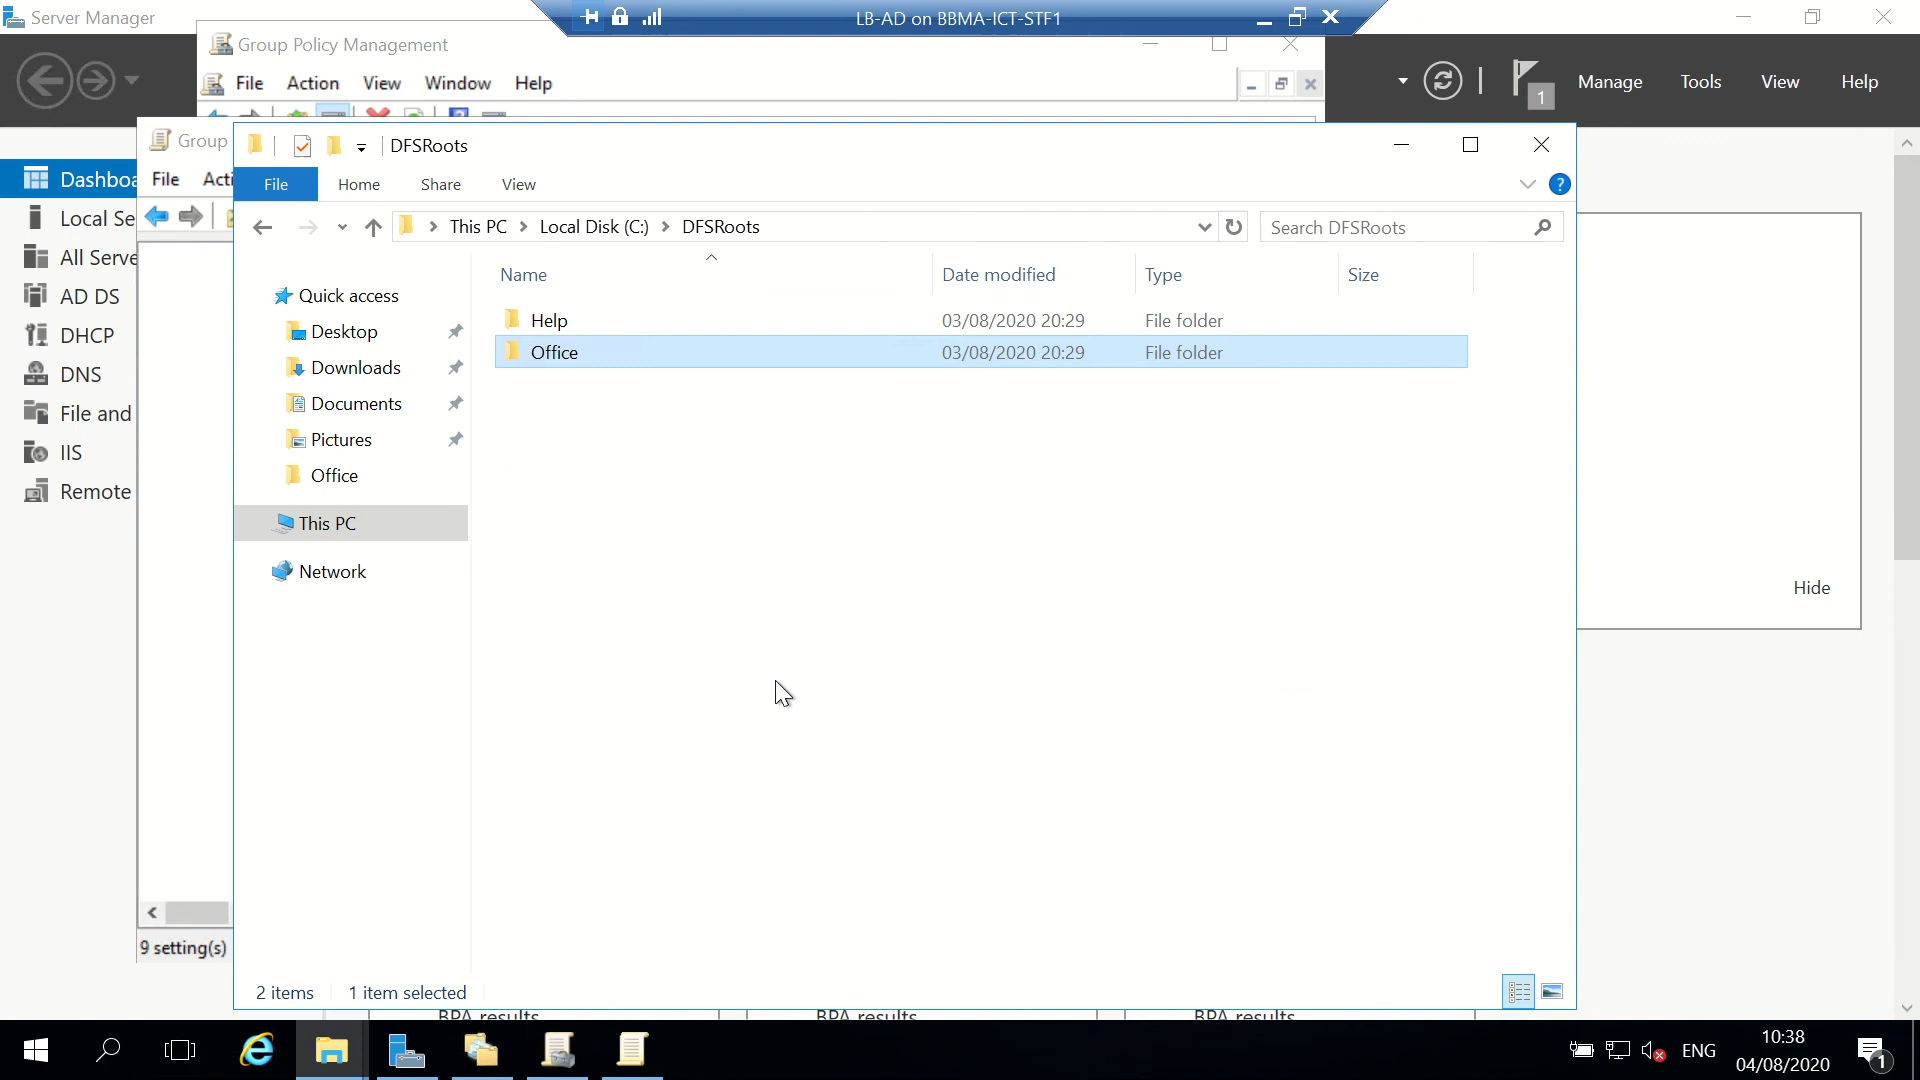 Server Manager
LB-AD on BBMA-ICT-STF1
Group Policy Management
File Action View Window Help
1
Manage Tools View Help
Group
DFSRoots
File Acti
File Home Share View
?
This PC > Local Disk (C:) > DFSRoots
Search DFSRoots
Dashboa
Local Se
All Serve
AD DS
DHCP
DNS
File and
IIS
Remote
Name Date modified Type Size
Quick access
Desktop
Downloads
Documents
Pictures
Office
This PC
Network
Help 03/08/2020 20:29 File folder
Office 03/08/2020 20:29 File folder
Hide
9 setting(s)
2 items 1 item selected
BPA results BPA results BPA results
ENG
10:38
04/08/2020
1